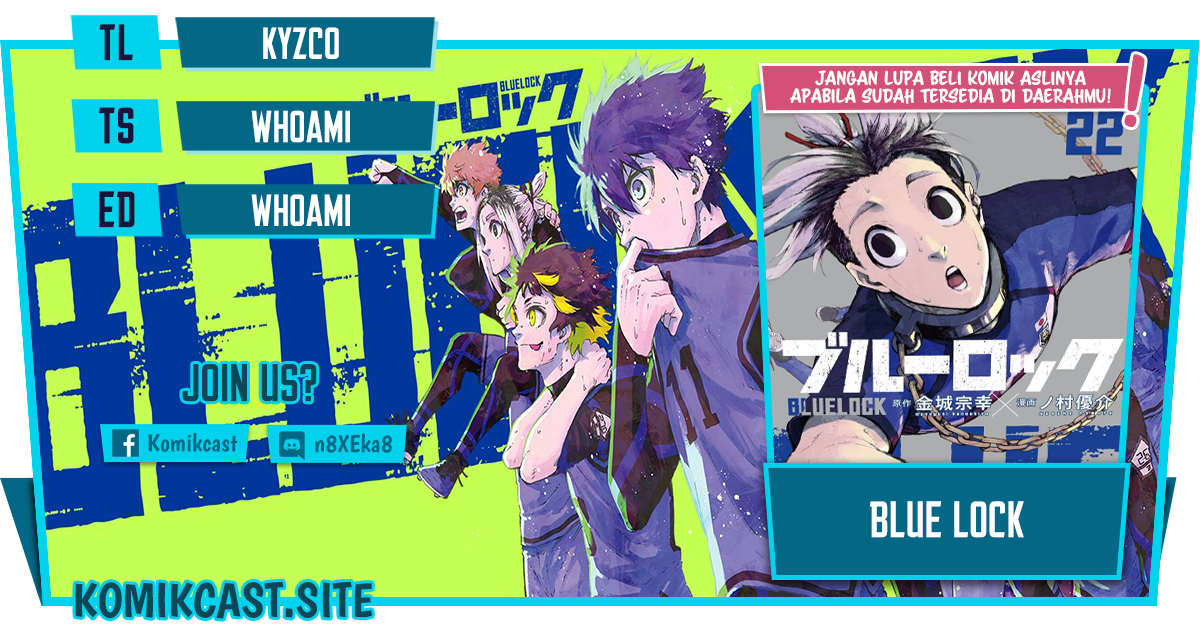 TL
KYZCO
TS
WHOAMI
ED
WHOAMI
BLUELOCK
ブルーロック
JOIN US?
Komikcast
n8XEka8
KOMIKCAST.SITE
JANGAN LUPA BELI KOMIK ASLINYA
APABILA SUDAH TERSEDIA DI DAERAHMU!
22
ブルーロック
BLUELOCK 原作 金城宗幸 × 漫画 ノ村優介
BLUE LOCK
11